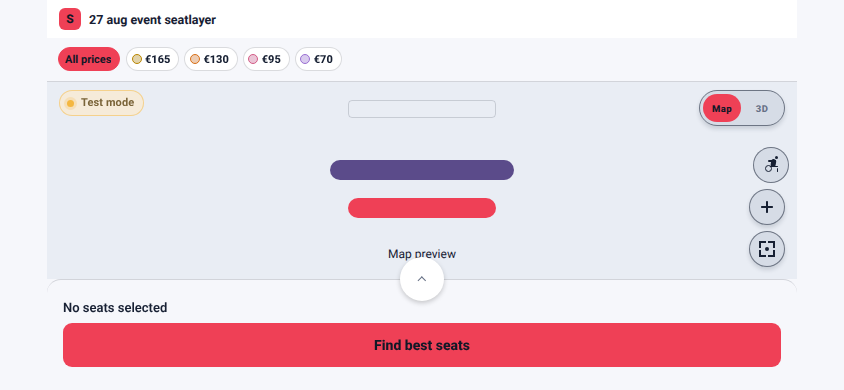 S 27 aug event seatlayer
All prices €165 €130 €95 €70
Test mode
Map 3D
Map preview
No seats selected
Find best seats